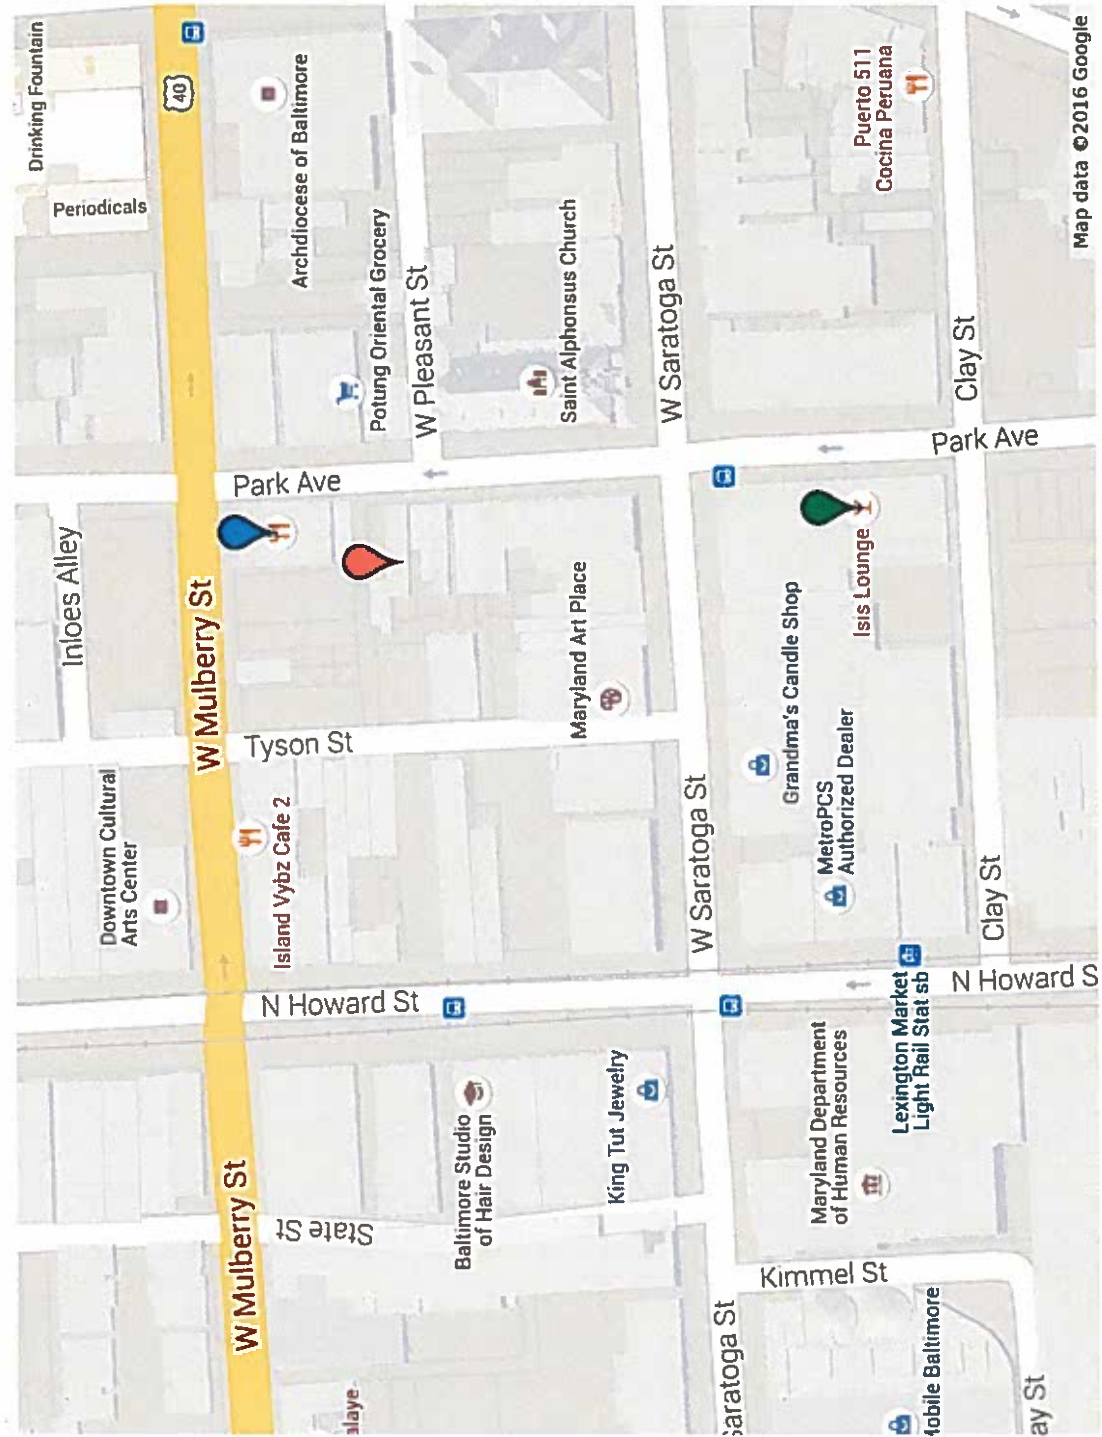 Drinking Fountain
Periodicals
40
Archdiocese of Baltimore
Potung Oriental Grocery
W Pleasant St
Saint Alphonsus Church
W Saratoga St
Puerto 511
Cocina Peruana
Clay St
Map data ©2016 Google
Park Ave
Park Ave
Inloes Alley
W Mulberry St
Tyson St
Maryland Art Place
Isis Lounge
Grandma's Candle Shop
MetroPCS
Authorized Dealer
Downtown Cultural
Arts Center
Island Vybz Cafe 2
W Saratoga St
Clay St
N Howard St
N Howard S
Lexington Market
Light Rail Stat sb
Baltimore Studio
of Hair Design
King Tut Jewelry
Maryland Department
of Human Resources
W Mulberry St
State St
Kimmel St
Saratoga St
Mobile Baltimore
alaye
ay St